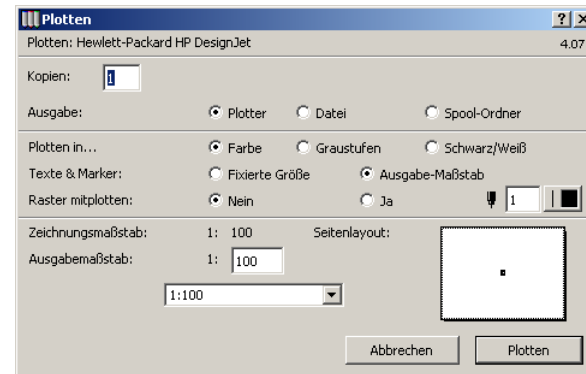 Plotten
Plotten: Hewlett-Packard HP DesignJet 4.07
Kopien: 1
Ausgabe: Plotter Datei Spool-Ordner
Plotten in... Farbe Graustufen Schwarz/Weiß
Texte & Marker: Fixierte Größe Ausgabe-Maßstab
Raster mitplotten: Nein Ja 1
Zeichnungsmaßstab: 1: 100 Seitenlayout:
Ausgabemaßstab: 1: 100
1:100
Abbrechen Plotten